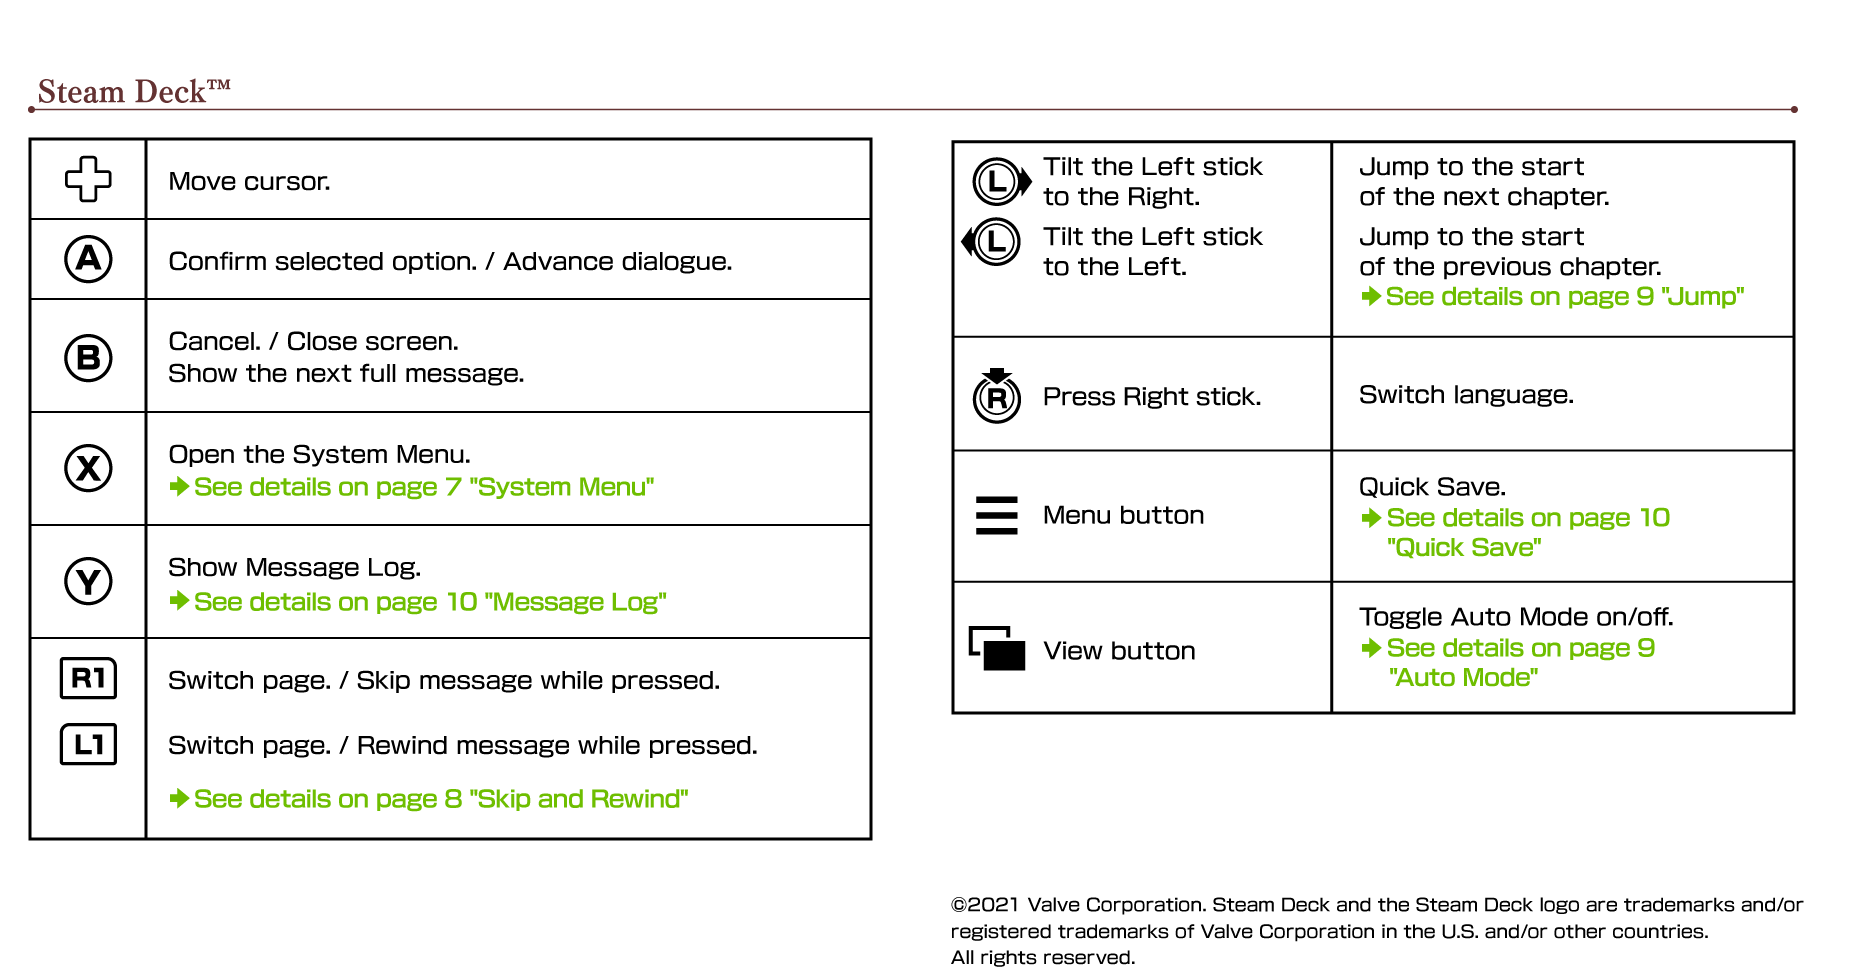 Steam Deck™
Move cursor.
A
Confirm selected option. / Advance dialogue.
B
Cancel. / Close screen.
Show the next full message.
X
Open the System Menu.
See details on page 7 "System Menu"
Y
Show Message Log.
See details on page 10 "Message Log"
R1
Switch page. / Skip message while pressed.
L1
Switch page. / Rewind message while pressed.
See details on page 8 "Skip and Rewind"
L
Tilt the Left stick
to the Right.
Jump to the start
of the next chapter.
L
Tilt the Left stick
to the Left.
Jump to the start
of the previous chapter.
See details on page 9 "Jump"
R
Press Right stick.
Switch language.
Menu button
Quick Save.
See details on page 10
"Quick Save"
View button
Toggle Auto Mode on/off.
See details on page 9
"Auto Mode"
©2021 Valve Corporation. Steam Deck and the Steam Deck logo are trademarks and/or
registered trademarks of Valve Corporation in the U.S. and/or other countries.
All rights reserved.